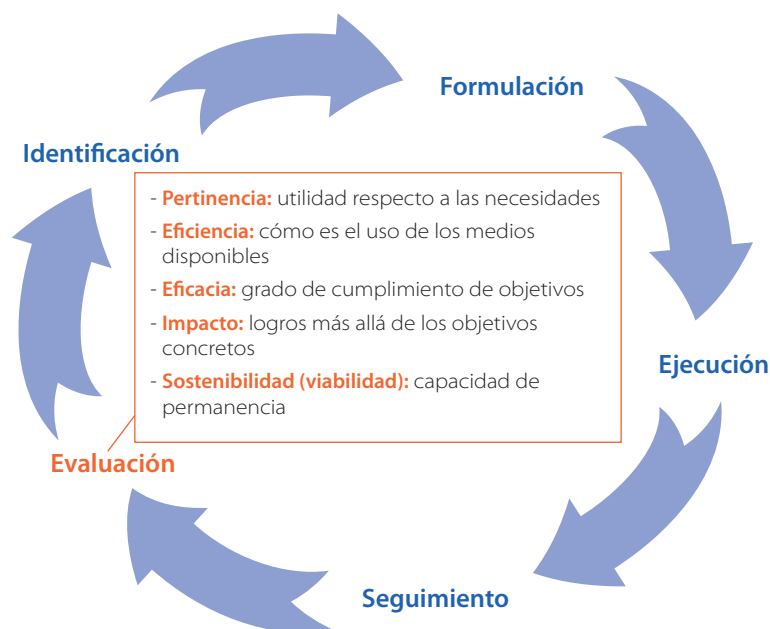 Formulación
Identificación
- Pertinencia: utilidad respecto a las necesidades
- Eficiencia: cómo es el uso de los medios
disponibles
- Eficacia: grado de cumplimiento de objetivos
- Impacto: logros más allá de los objetivos
concretos
- Sostenibilidad (viabilidad): capacidad de
permanencia
Ejecución
Evaluación
Seguimiento